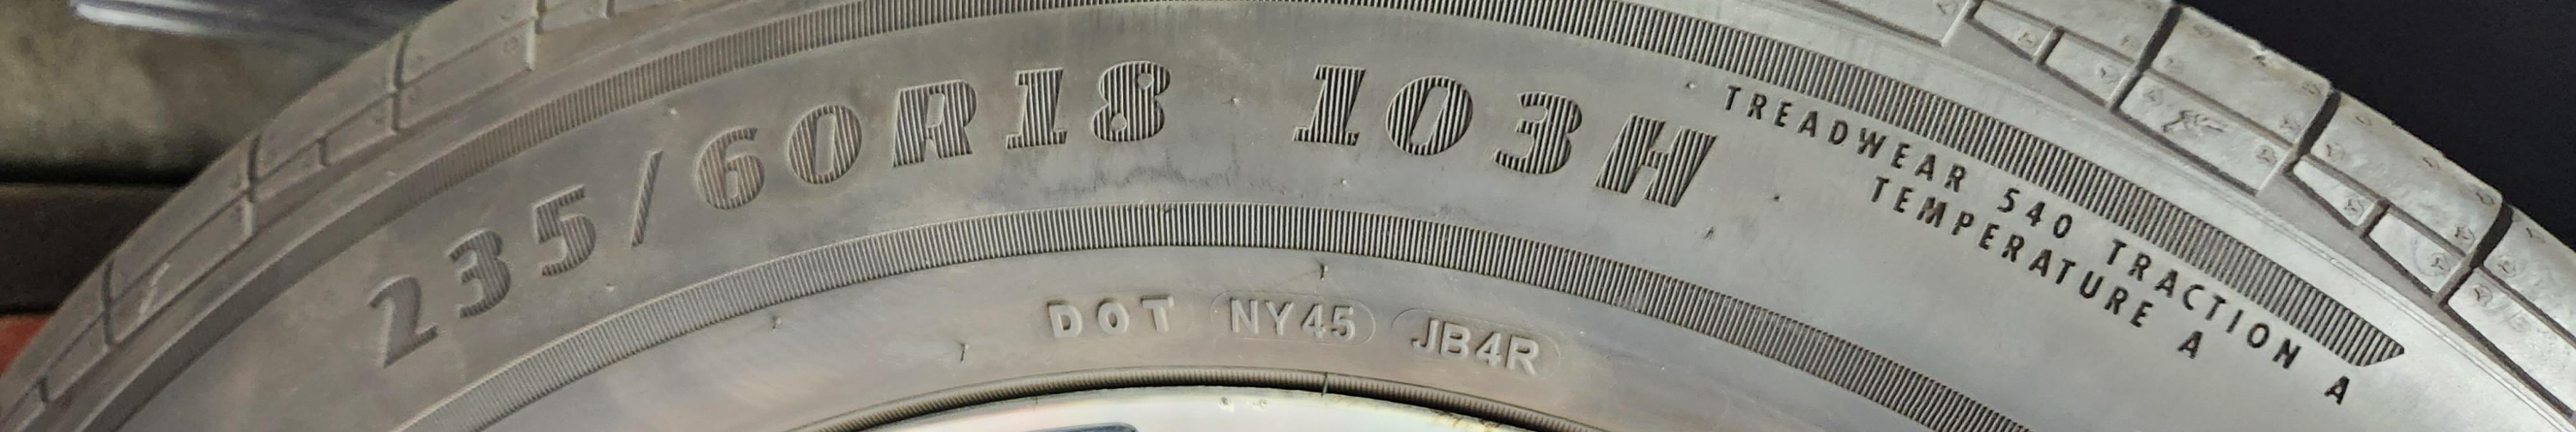 235/60R18 103H
TREADWEAR 540 TRACTION A
TEMPERATURE A
DOT NY45 JB4R